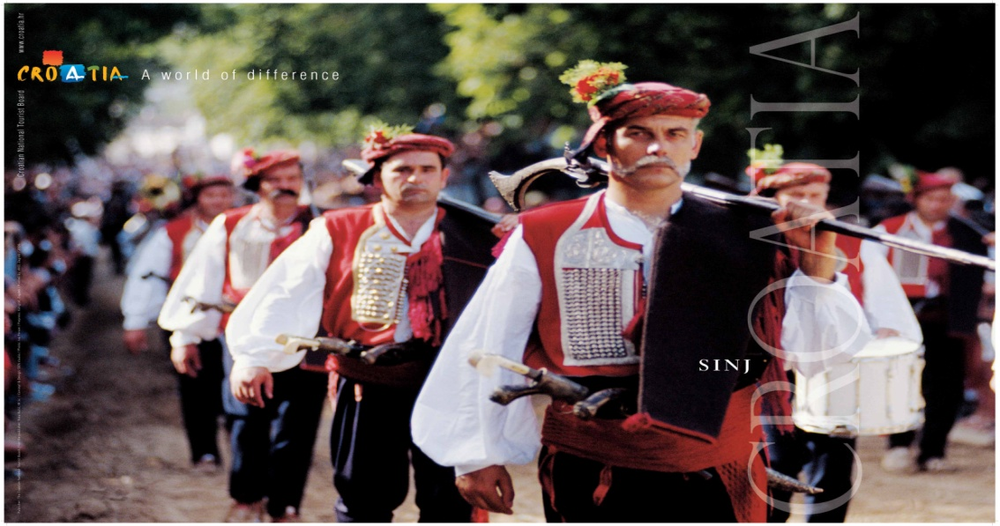 www.croatia.hr
Croatian National Tourist Board
CROATIA
A world of difference
CROATIA
SINJ